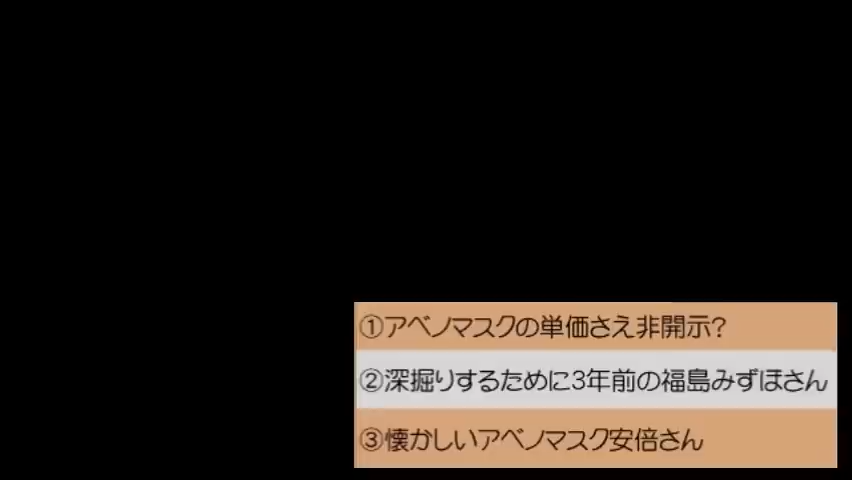 ①アベノマスクの単価さえ非開示?
②深掘りするために3年前の福島みずほさん
③懐かしいアベノマスク安倍さん